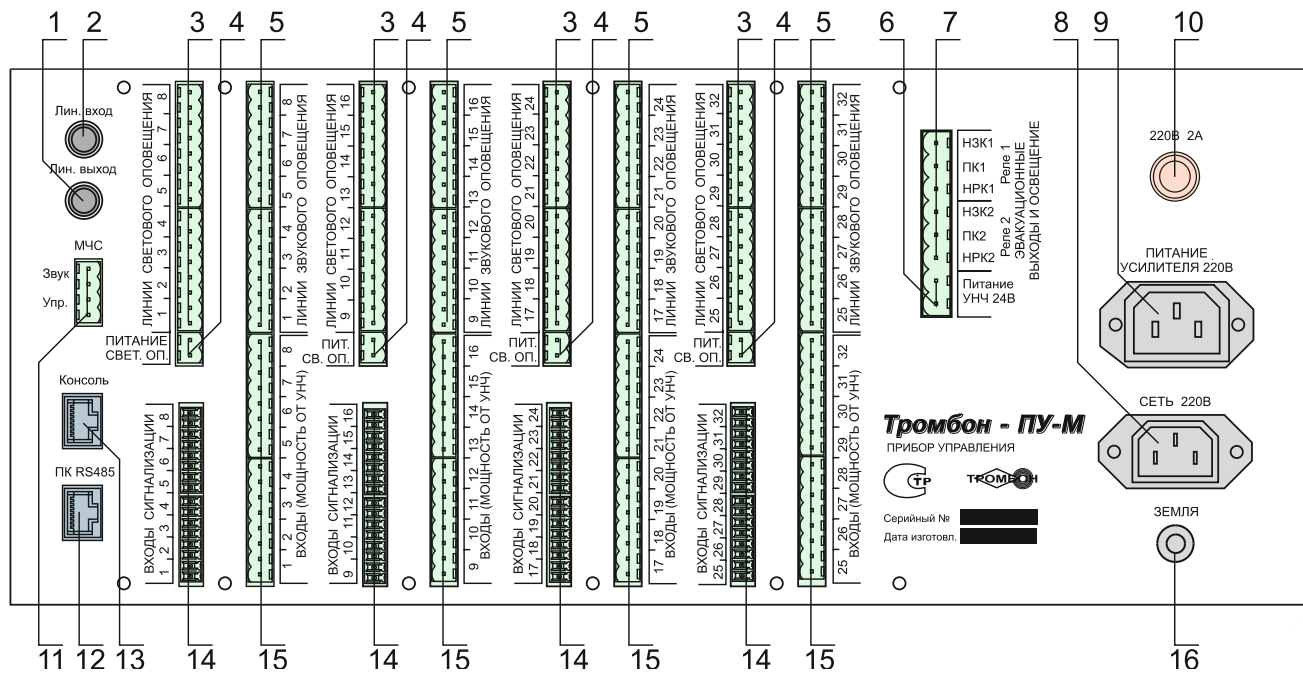 1 2 3 4 5 3 4 5 3 4 5 3 4 5 6 7 8 9 10
Лин. вход
Лин. выход
МЧС
Звук
Упр.
ПИТАНИЕ
СВЕТ. ОП.
Консоль
ПК RS485
ЛИНИИ СВЕТОВОГО ОПОВЕЩЕНИЯ
8 7 6 5 4 3 2 1
ВХОДЫ СИГНАЛИЗАЦИИ
8 7 6 5 4 3 2 1
8 7 6 5 4 3 2 1
ЛИНИИ ЗВУКОВОГО ОПОВЕЩЕНИЯ
8 7 6 5 4 3 2 1
ВХОДЫ (МОЩНОСТЬ ОТ УНЧ)
ЛИНИИ СВЕТОВОГО ОПОВЕЩЕНИЯ
16 15 14 13 12 11 10 9
ПИТ.
СВ. ОП.
ВХОДЫ СИГНАЛИЗАЦИИ
16 15 14 13 12 11 10 9
16 15 14 13 12 11 10 9
ЛИНИИ ЗВУКОВОГО ОПОВЕЩЕНИЯ
16 15 14 13 12 11 10 9
ВХОДЫ (МОЩНОСТЬ ОТ УНЧ)
ЛИНИИ СВЕТОВОГО ОПОВЕЩЕНИЯ
24 23 22 21 20 19 18 17
ПИТ.
СВ. ОП.
ВХОДЫ СИГНАЛИЗАЦИИ
24 23 22 21 20 19 18 17
24 23 22 21 20 19 18 17
ЛИНИИ ЗВУКОВОГО ОПОВЕЩЕНИЯ
24 23 22 21 20 19 18 17
ВХОДЫ (МОЩНОСТЬ ОТ УНЧ)
ЛИНИИ СВЕТОВОГО ОПОВЕЩЕНИЯ
32 31 30 29 28 27 26 25
ПИТ.
СВ. ОП.
ВХОДЫ СИГНАЛИЗАЦИИ
32 31 30 29 28 27 26 25
32 31 30 29 28 27 26 25
ЛИНИИ ЗВУКОВОГО ОПОВЕЩЕНИЯ
32 31 30 29 28 27 26 25
ВХОДЫ (МОЩНОСТЬ ОТ УНЧ)
НЗК1
ПК1
НРК1
НЗК2
ПК2
НРК2
Реле 1
Реле 2
ЭВАКУАЦИОННЫЕ
ВЫХОДЫ И ОСВЕЩЕНИЕ
Питание
УНЧ 24В
220В 2А
ПИТАНИЕ
УСИЛИТЕЛЯ 220В
СЕТЬ 220В
ЗЕМЛЯ
Тромбон - ПУ-М
ПРИБОР УПРАВЛЕНИЯ
СТР ТРОМБОН
Серийный №
Дата изготовл.
11 12 13 14 15 14 15 14 15 14 15 16